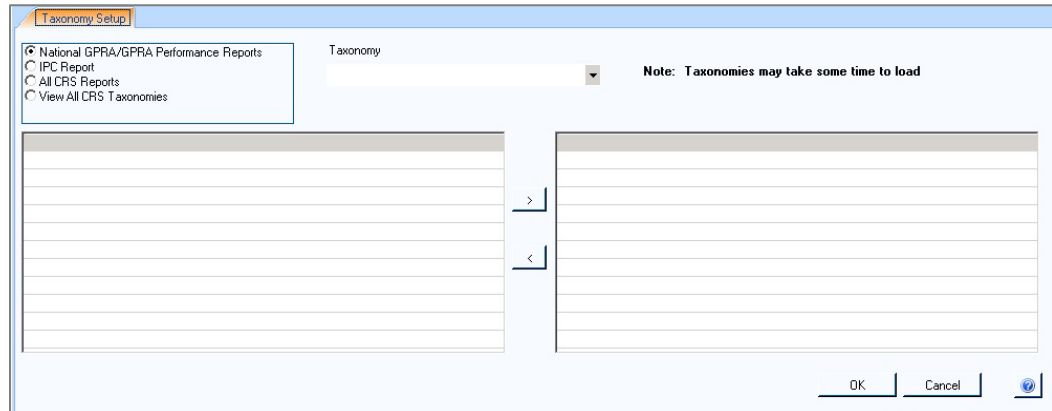 Taxonomy Setup
National GPRA/GPRA Performance Reports
IPC Report
All CRS Reports
View All CRS Taxonomies
Taxonomy
Note: Taxonomies may take some time to load
>
<
OK
Cancel
?